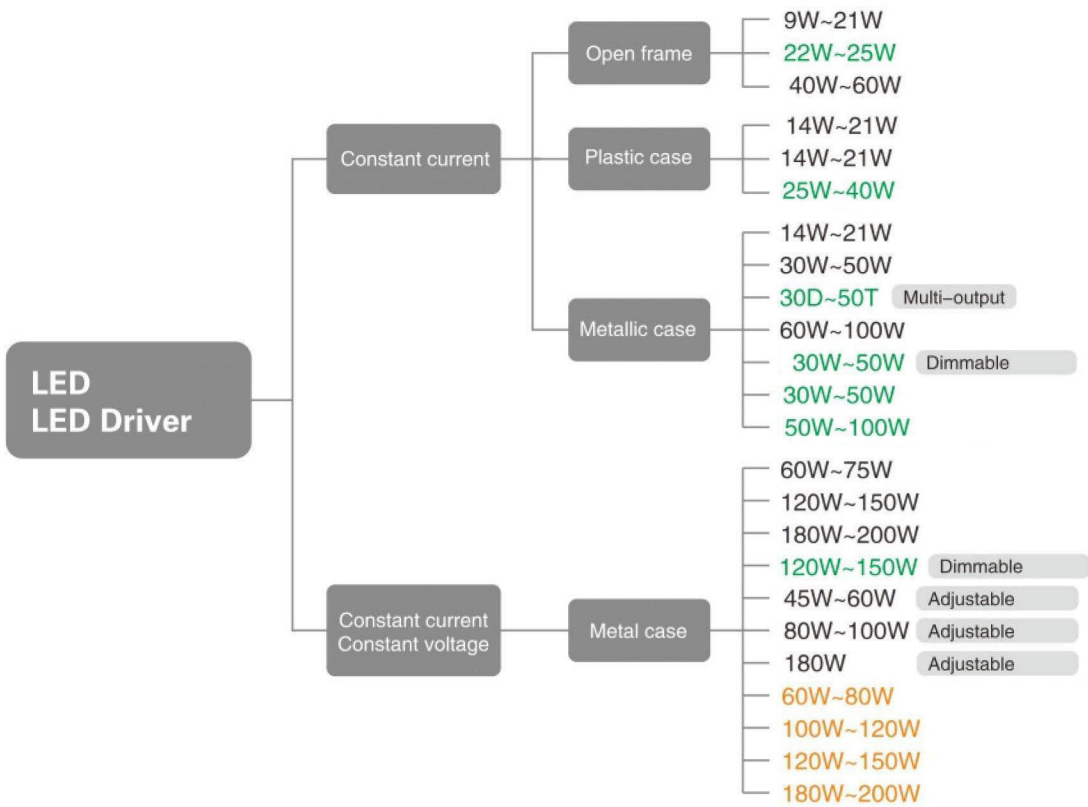 LED
LED Driver
Constant current
Open frame
9W~21W
22W~25W
40W~60W
Plastic case
14W~21W
14W~21W
25W~40W
Metallic case
14W~21W
30W~50W
30D~50T Multi-output
60W~100W
30W~50W Dimmable
30W~50W
50W~100W
Constant current
Constant voltage
Metal case
60W~75W
120W~150W
180W~200W
120W~150W Dimmable
45W~60W Adjustable
80W~100W Adjustable
180W Adjustable
60W~80W
100W~120W
120W~150W
180W~200W